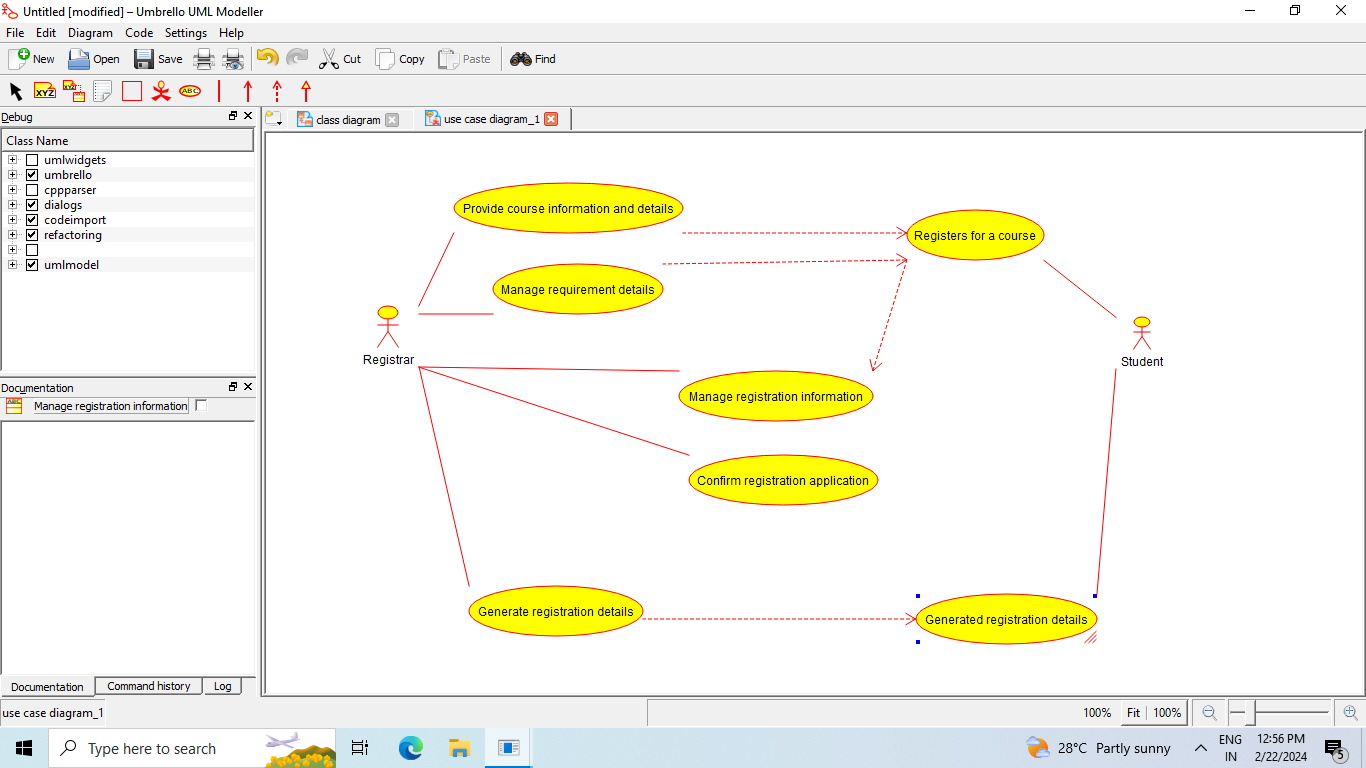 Untitled [modified] – Umbrello UML Modeller
File Edit Diagram Code Settings Help
New Open Save Cut Copy Paste Find
XYZ XYZ ABC
Debug
class diagram use case diagram_1
Class Name
umlwidgets
umbrello
cppparser
dialogs
codeimport
refactoring
umlmodel
Documentation
Manage registration information
Documentation Command history Log
Provide course information and details
Registers for a course
Manage requirement details
Registrar
Student
Manage registration information
Confirm registration application
Generate registration details
Generated registration details
use case diagram_1
100% Fit 100%
Type here to search
28°C Partly sunny
ENG
IN
12:56 PM
2/22/2024
5